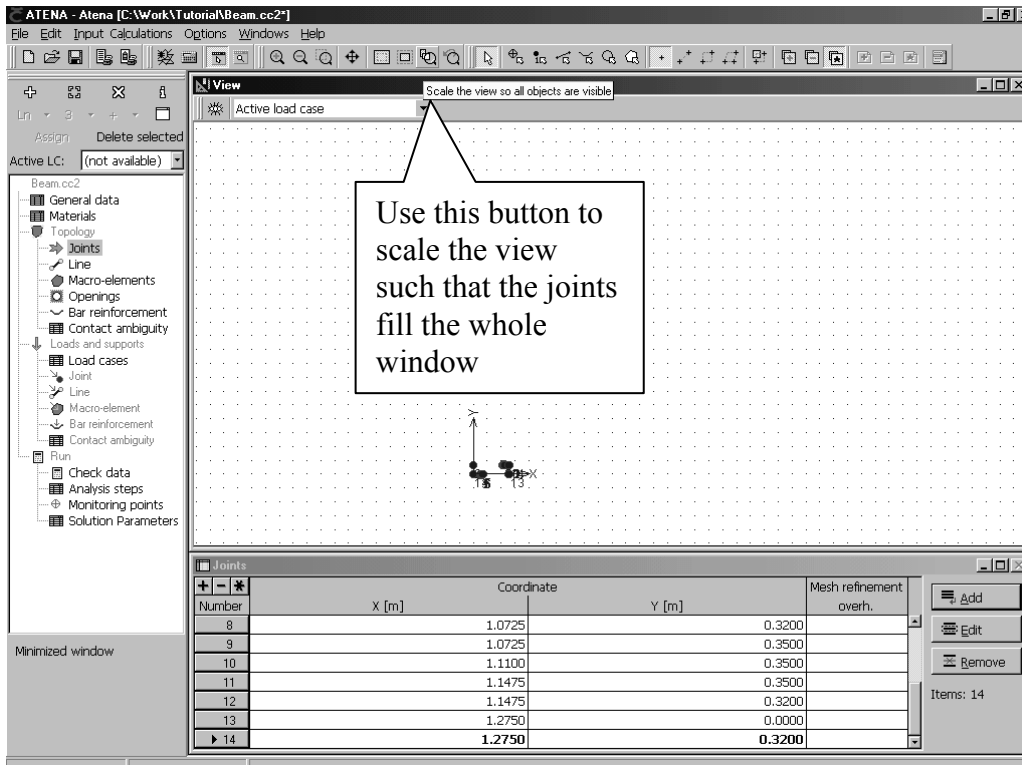 ATENA - Atena [C:\Work\Tutorial\Beam.cc2*]
File Edit Input Calculations Options Windows Help
View
Scale the view so all objects are visible
Active load case
Ln 3 +
Assign Delete selected
Active LC: (not available)
Beam.cc2
General data
Materials
Topology
Joints
Line
Macro-elements
Openings
Bar reinforcement
Contact ambiguity
Loads and supports
Load cases
Joint
Line
Macro-element
Bar reinforcement
Contact ambiguity
Run
Check data
Analysis steps
Monitoring points
Solution Parameters
Minimized window
Use this button to
scale the view
such that the joints
fill the whole
window
Y
X
13
Joints
Coordinate Mesh refinement
Number X [m] Y [m] overh.
8 1.0725 0.3200
9 1.0725 0.3500
10 1.1100 0.3500
11 1.1475 0.3500
12 1.1475 0.3200
13 1.2750 0.0000
14 1.2750 0.3200
Add
Edit
Remove
Items: 14